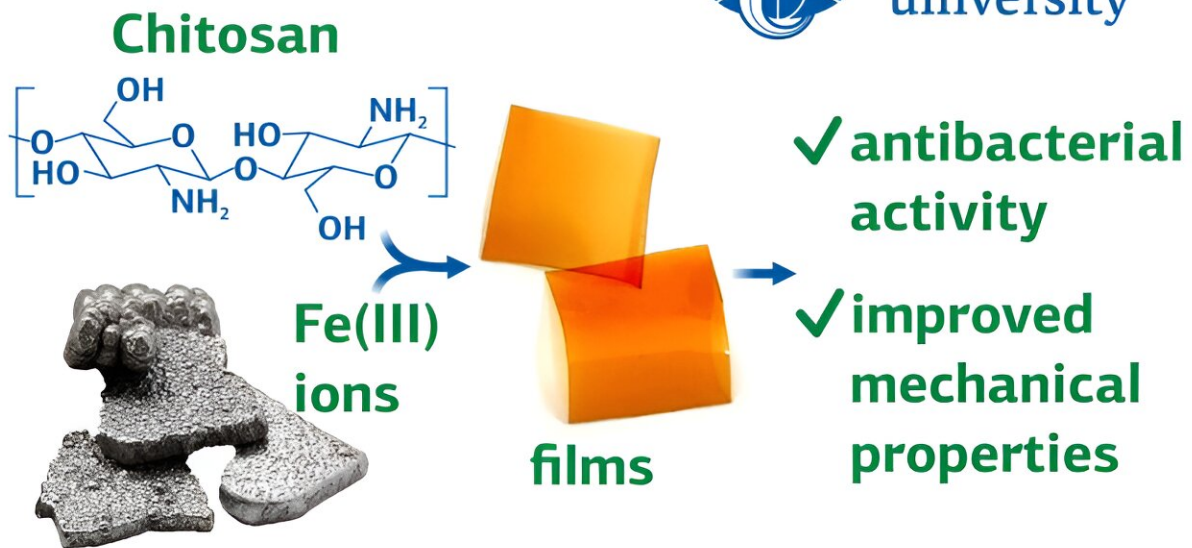 university
Chitosan
OH
O
HO
NH₂
O
HO
NH₂
O
O
OH
Fe(III)
ions
films
✓ antibacterial
activity
✓ improved
mechanical
properties